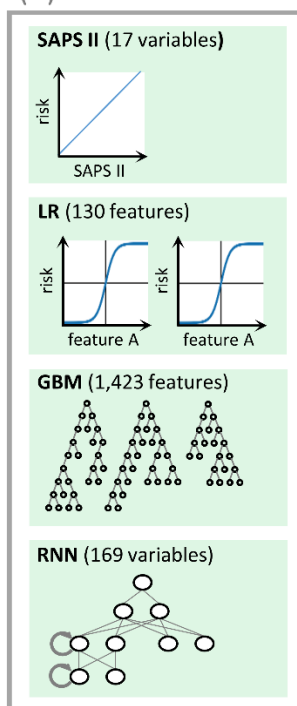 SAPS II (17 variables)
risk
SAPS II
LR (130 features)
risk
feature A
risk
feature A
GBM (1,423 features)
RNN (169 variables)